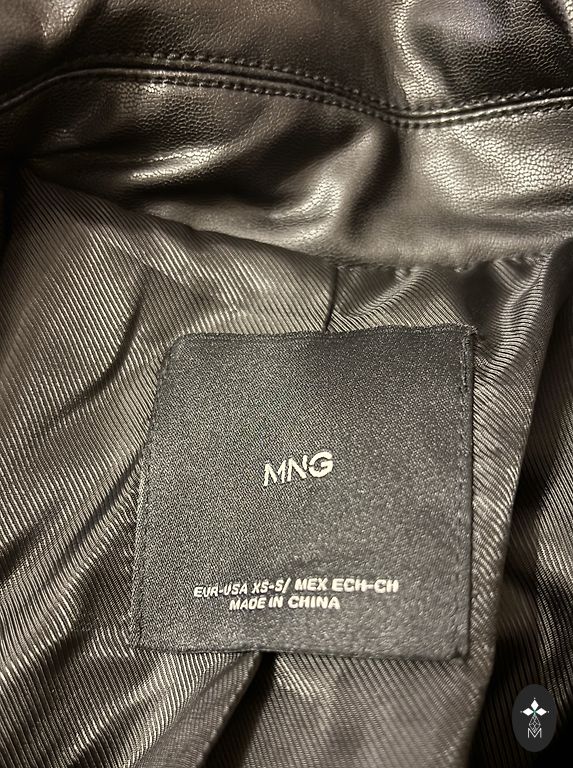 MNG
EUR-USA XS-S/ MEX ECH-CH
MADE IN CHINA
M